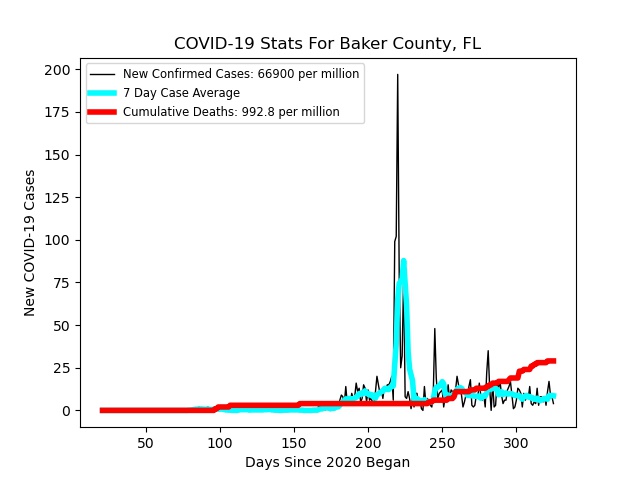 COVID-19 Stats For Baker County, FL
New Confirmed Cases: 66900 per million
7 Day Case Average
Cumulative Deaths: 992.8 per million
New COVID-19 Cases
200
175
150
125
100
75
50
25
0
50 100 150 200 250 300
Days Since 2020 Began